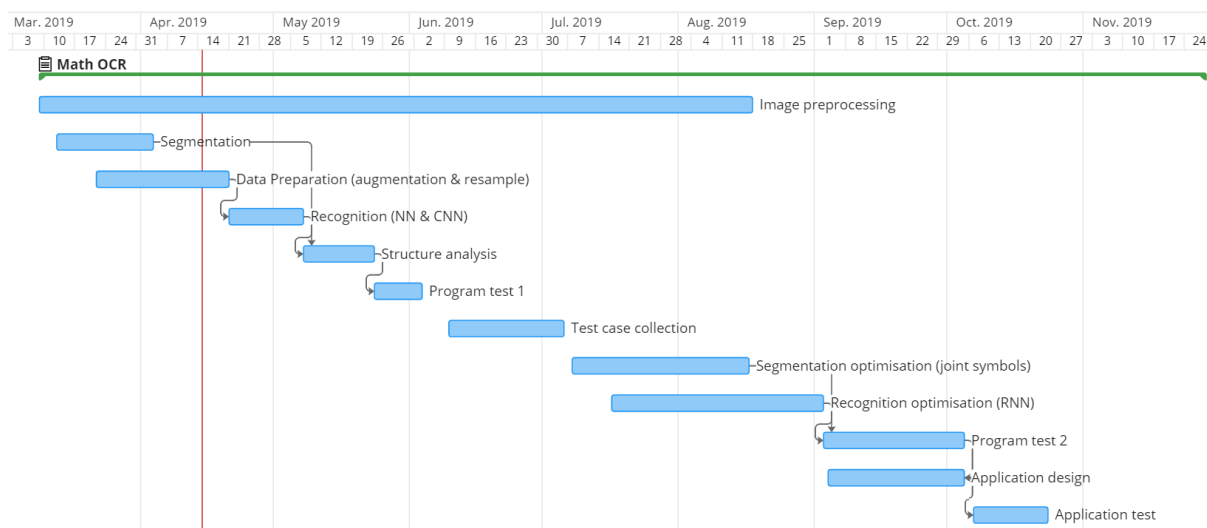 Mar. 2019 Apr. 2019 May 2019 Jun. 2019 Jul. 2019 Aug. 2019 Sep. 2019 Oct. 2019 Nov. 2019
3 10 17 24 31 7 14 21 28 5 12 19 26 2 9 16 23 30 7 14 21 28 4 11 18 25 1 8 15 22 29 6 13 20 27 3 10 17 24
Math OCR
Image preprocessing
Segmentation
Data Preparation (augmentation & resample)
Recognition (NN & CNN)
Structure analysis
Program test 1
Test case collection
Segmentation optimisation (joint symbols)
Recognition optimisation (RNN)
Program test 2
Application design
Application test